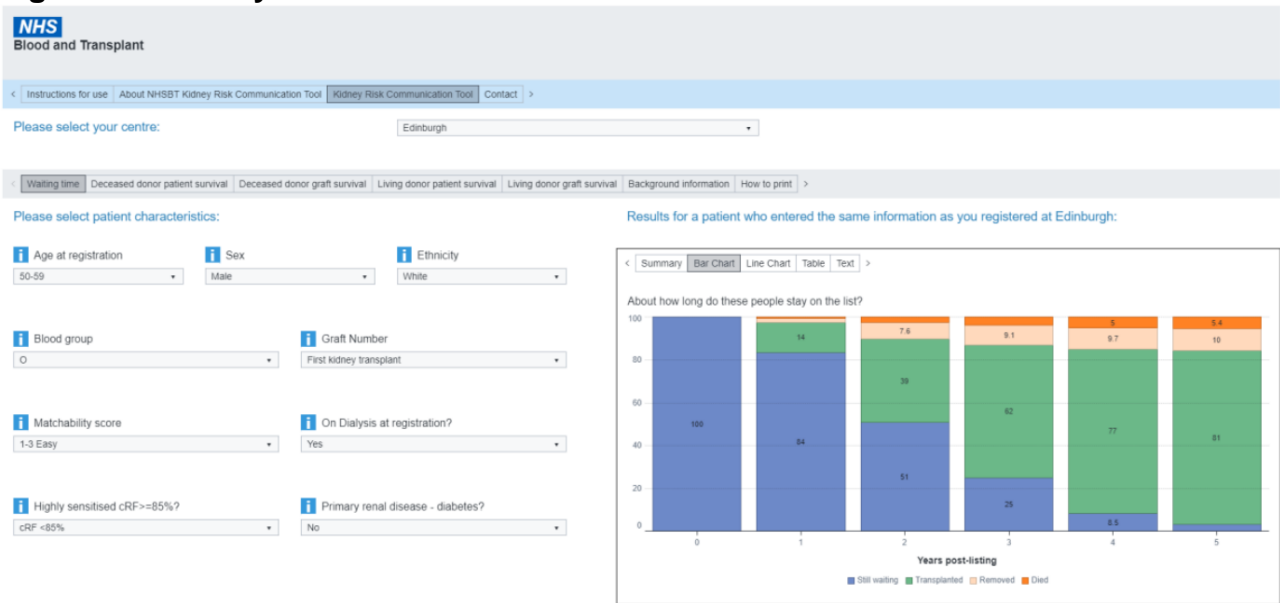 NHS
Blood and Transplant
< Instructions for use About NHSBT Kidney Risk Communication Tool Kidney Risk Communication Tool Contact >
Please select your centre: Edinburgh
< Waiting time Deceased donor patient survival Deceased donor graft survival Living donor patient survival Living donor graft survival Background information How to print >
Please select patient characteristics:
i Age at registration i Sex i Ethnicity
50-59 Male White
i Blood group i Graft Number
O First kidney transplant
i Matchability score i On Dialysis at registration?
1-3 Easy Yes
i Highly sensitised cRF>=85%? i Primary renal disease - diabetes?
cRF <85% No
Results for a patient who entered the same information as you registered at Edinburgh:
< Summary Bar Chart Line Chart Table Text >
About how long do these people stay on the list?
100
80
60
40
20
0
100
14
84
7.6
39
51
9.1
62
25
5
9.7
77
8.5
5.4
10
81
0 1 2 3 4 5
Years post-listing
Still waiting Transplanted Removed Died